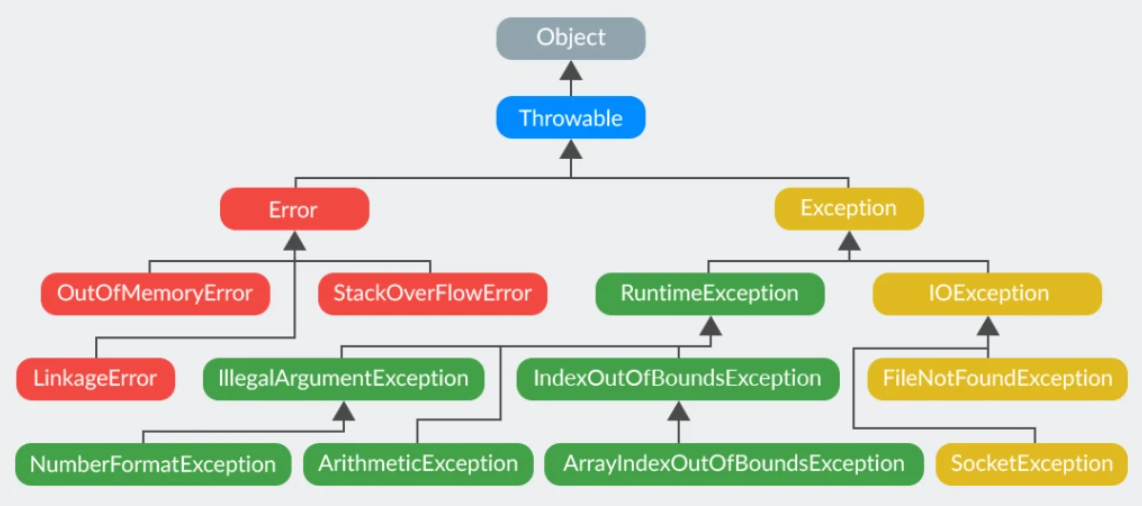 Object
Throwable
Error
Exception
OutOfMemoryError
StackOverFlowError
RuntimeException
IOException
LinkageError
IllegalArgumentException
IndexOutOfBoundsException
FileNotFoundException
NumberFormatException
ArithmeticException
ArrayIndexOutOfBoundsException
SocketException